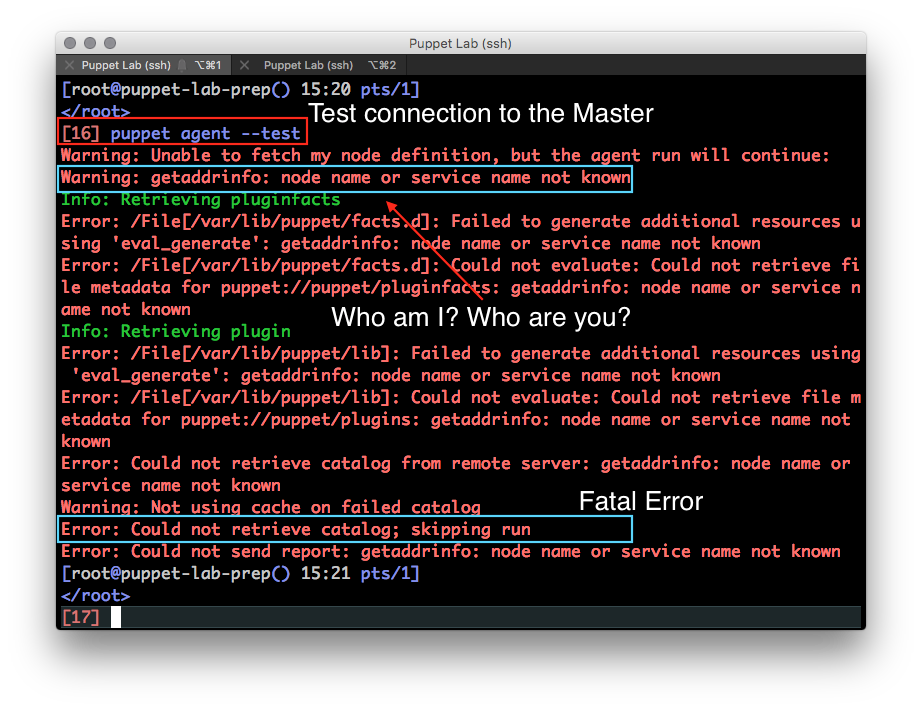 Puppet Lab (ssh)
Puppet Lab (ssh) ⌥⌘1 Puppet Lab (ssh) ⌥⌘2
[root@puppet-lab-prep() 15:20 pts/1]
</root>
Test connection to the Master
[16] puppet agent --test
Warning: Unable to fetch my node definition, but the agent run will continue:
Warning: getaddrinfo: node name or service name not known
Info: Retrieving pluginfacts
Error: /File[/var/lib/puppet/facts.d]: Failed to generate additional resources u
sing 'eval_generate': getaddrinfo: node name or service name not known
Error: /File[/var/lib/puppet/facts.d]: Could not evaluate: Could not retrieve fi
le metadata for puppet://puppet/pluginfacts: getaddrinfo: node name or service n
ame not known
Who am I? Who are you?
Info: Retrieving plugin
Error: /File[/var/lib/puppet/lib]: Failed to generate additional resources using
'eval_generate': getaddrinfo: node name or service name not known
Error: /File[/var/lib/puppet/lib]: Could not evaluate: Could not retrieve file m
etadata for puppet://puppet/plugins: getaddrinfo: node name or service name not
known
Error: Could not retrieve catalog from remote server: getaddrinfo: node name or
service name not known
Fatal Error
Warning: Not using cache on failed catalog
Error: Could not retrieve catalog; skipping run
Error: Could not send report: getaddrinfo: node name or service name not known
[root@puppet-lab-prep() 15:21 pts/1]
</root>
[17]